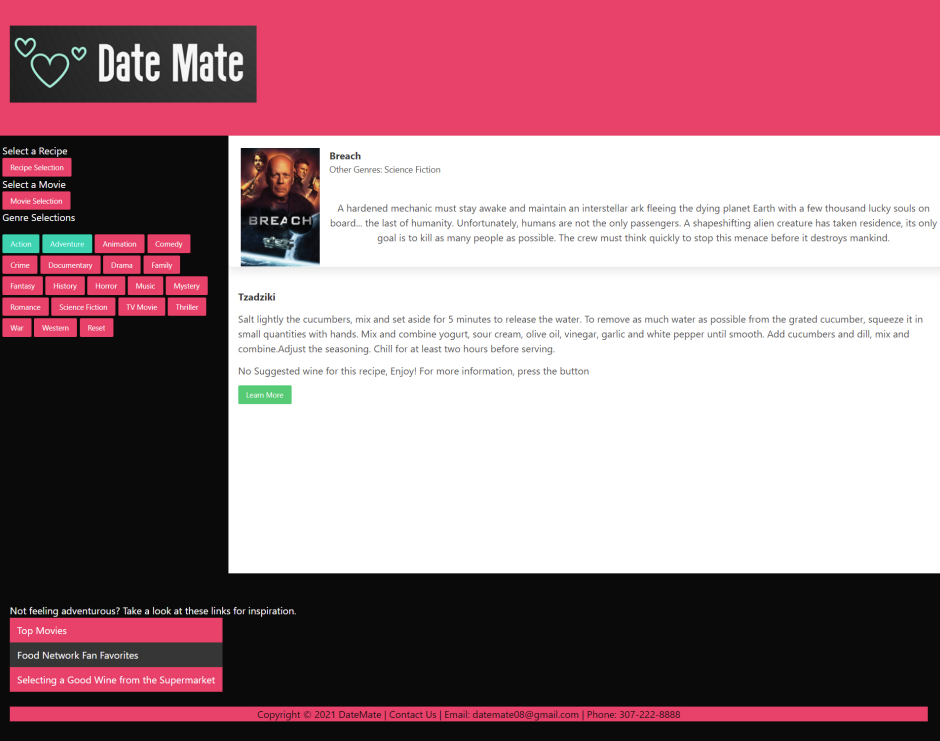 Date Mate
Select a Recipe
Recipe Selection
Select a Movie
Movie Selection
Genre Selections
Action Adventure Animation Comedy
Crime Documentary Drama Family
Fantasy History Horror Music Mystery
Romance Science Fiction TV Movie Thriller
War Western Reset
BREACH
Breach
Other Genres: Science Fiction
A hardened mechanic must stay awake and maintain an interstellar ark fleeing the dying planet Earth with a few thousand lucky souls on
board... the last of humanity. Unfortunately, humans are not the only passengers. A shapeshifting alien creature has taken residence, its only
goal is to kill as many people as possible. The crew must think quickly to stop this menace before it destroys mankind.
Tzadziki
Salt lightly the cucumbers, mix and set aside for 5 minutes to release the water. To remove as much water as possible from the grated cucumber, squeeze it in
small quantities with hands. Mix and combine yogurt, sour cream, olive oil, vinegar, garlic and white pepper until smooth. Add cucumbers and dill, mix and
combine.Adjust the seasoning. Chill for at least two hours before serving.
No Suggested wine for this recipe, Enjoy! For more information, press the button
Learn More
Not feeling adventurous? Take a look at these links for inspiration.
Top Movies
Food Network Fan Favorites
Selecting a Good Wine from the Supermarket
Copyright © 2021 DateMate | Contact Us | Email: datemate08@gmail.com | Phone: 307-222-8888